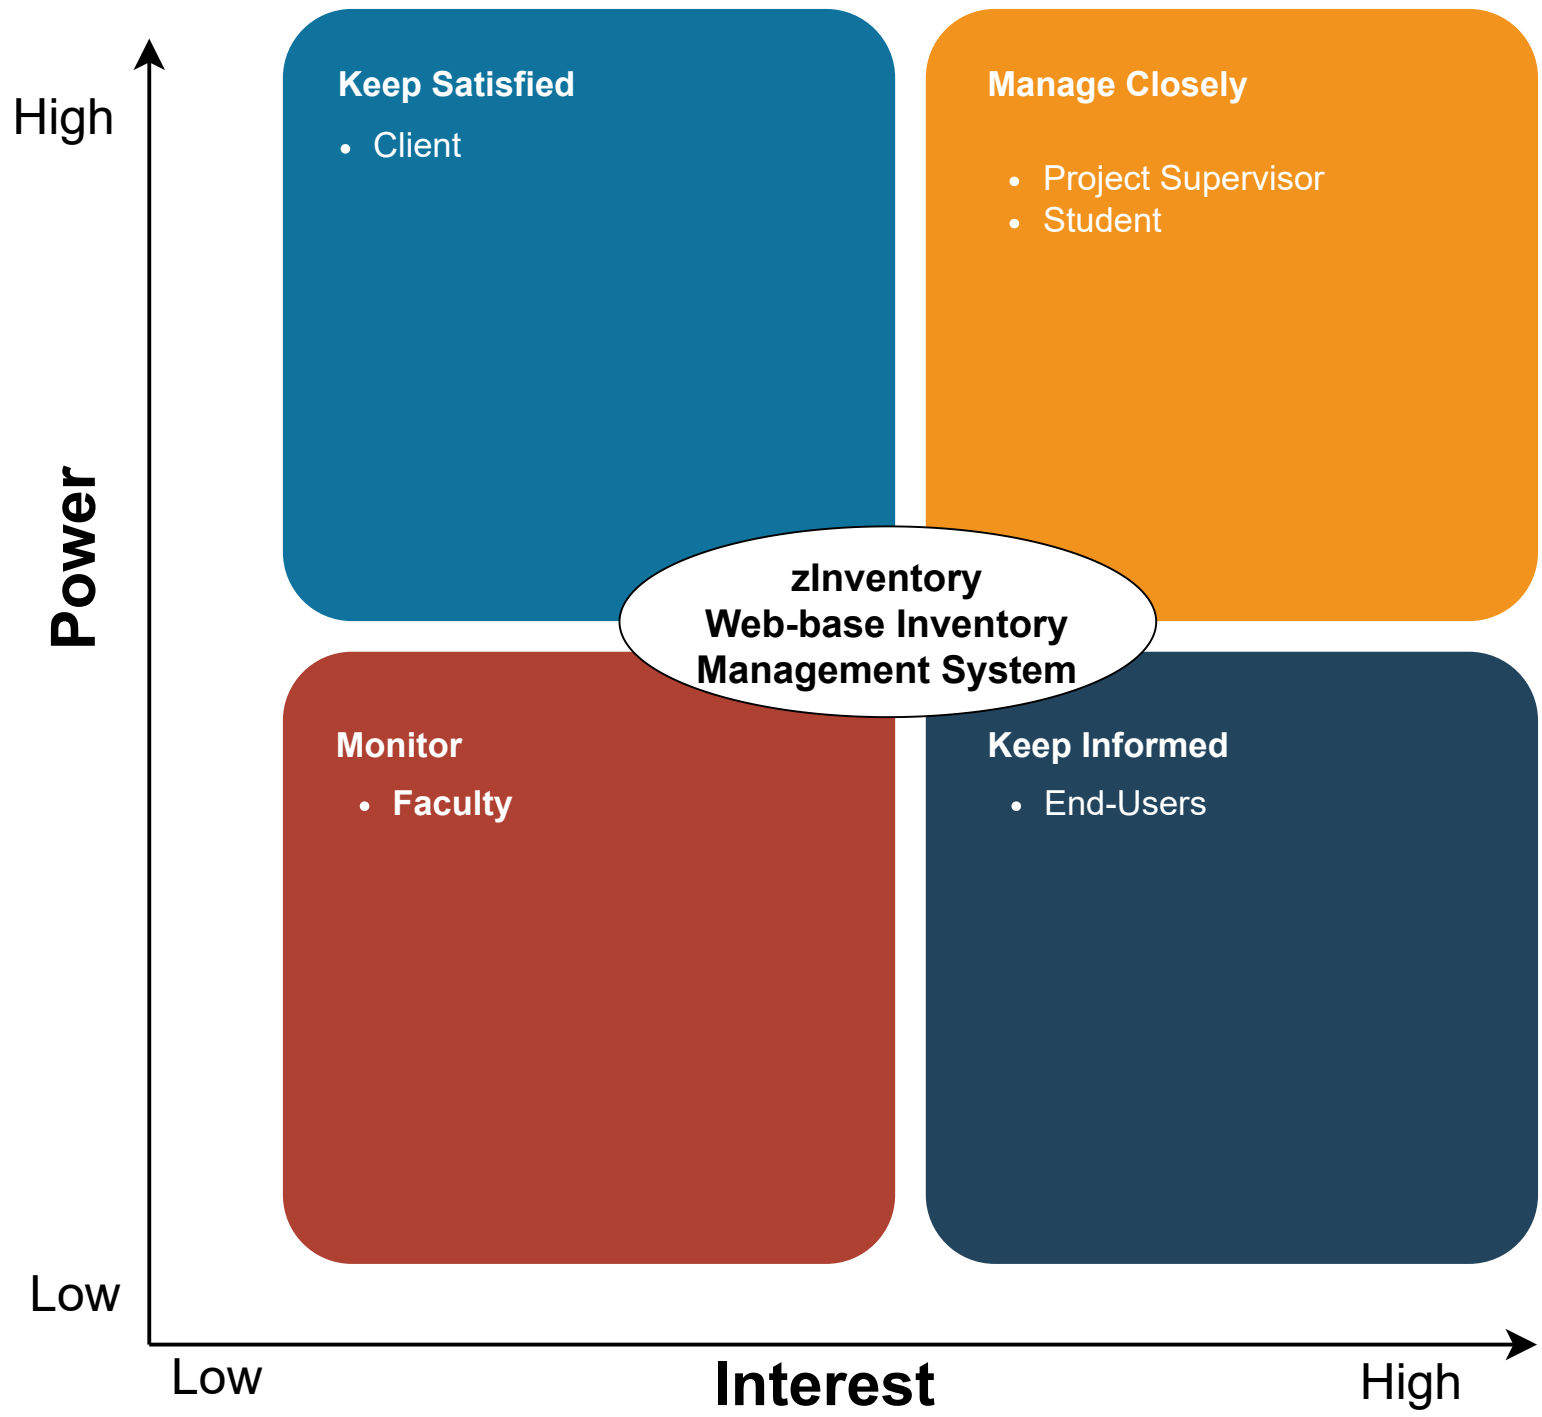 High
Power
Low
Keep Satisfied
• Client
Manage Closely
• Project Supervisor
• Student
zInventory
Web-base Inventory
Management System
Monitor
• Faculty
Keep Informed
• End-Users
Low
Interest
High